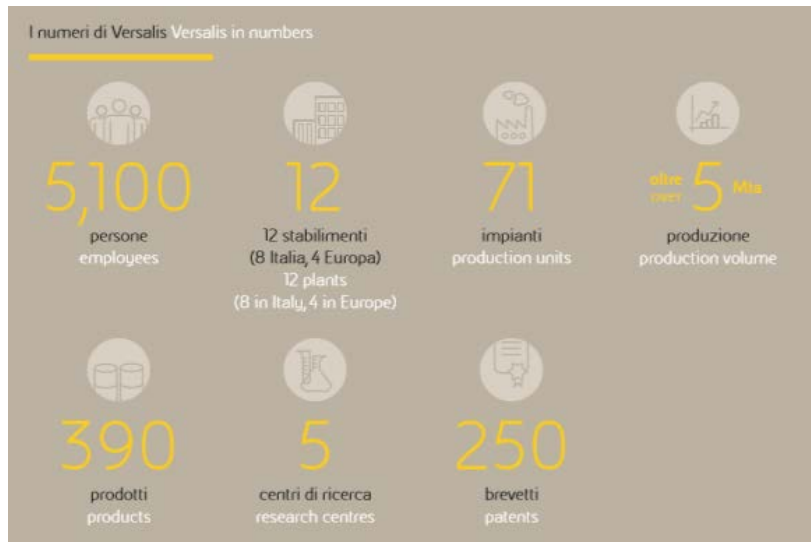 I numeri di Versalis Versalis in numbers
5,100
persone
employees
12
12 stabilimenti
(8 Italia, 4 Europa)
12 plants
(8 in Italy, 4 in Europe)
71
impianti
production units
oltre
over
5 Mta
produzione
production volume
390
prodotti
products
5
centri di ricerca
research centres
250
brevetti
patents